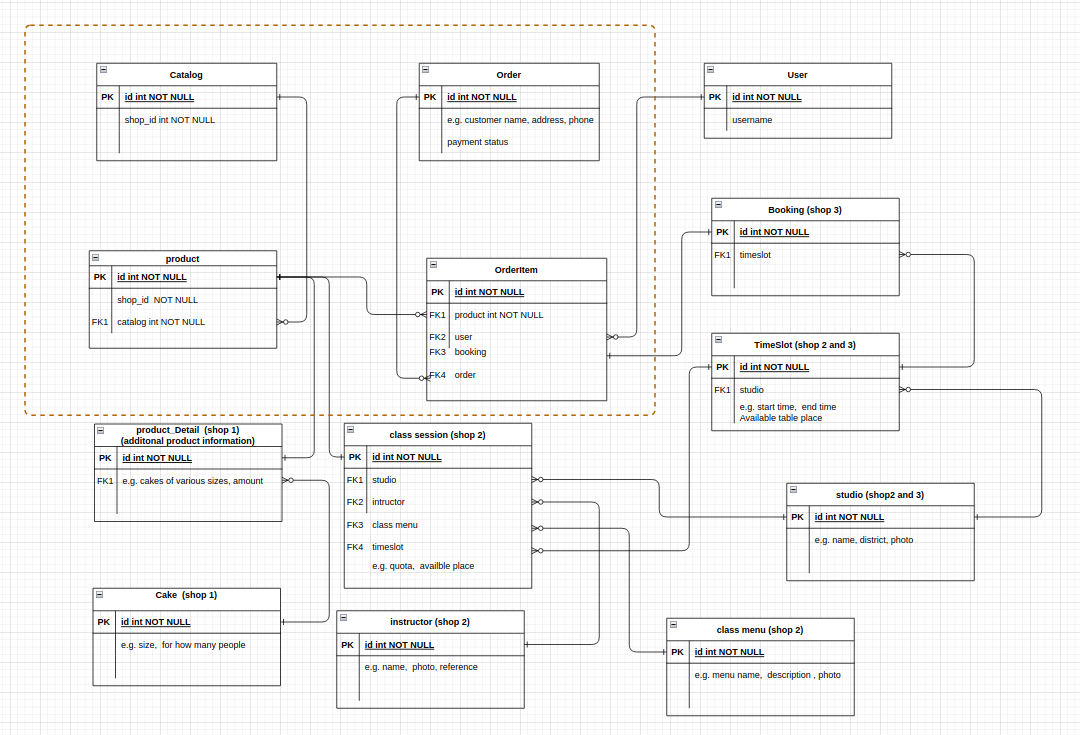 Catalog
PK id int NOT NULL
shop_id int NOT NULL
Order
PK id int NOT NULL
e.g. customer name, address, phone
payment status
User
PK id int NOT NULL
username
Booking (shop 3)
PK id int NOT NULL
FK1 timeslot
product
PK id int NOT NULL
shop_id NOT NULL
FK1 catalog int NOT NULL
OrderItem
PK id int NOT NULL
FK1 product int NOT NULL
FK2 user
FK3 booking
FK4 order
TimeSlot (shop 2 and 3)
PK id int NOT NULL
FK1 studio
e.g. start time, end time
Available table place
product_Detail (shop 1)
(additonal product information)
PK id int NOT NULL
FK1 e.g. cakes of various sizes, amount
class session (shop 2)
PK id int NOT NULL
FK1 studio
FK2 intructor
FK3 class menu
FK4 timeslot
e.g. quota, availble place
studio (shop2 and 3)
PK id int NOT NULL
e.g. name, district, photo
Cake (shop 1)
PK id int NOT NULL
e.g. size, for how many people
instructor (shop 2)
PK id int NOT NULL
e.g. name, photo, reference
class menu (shop 2)
PK id int NOT NULL
e.g. menu name, description , photo